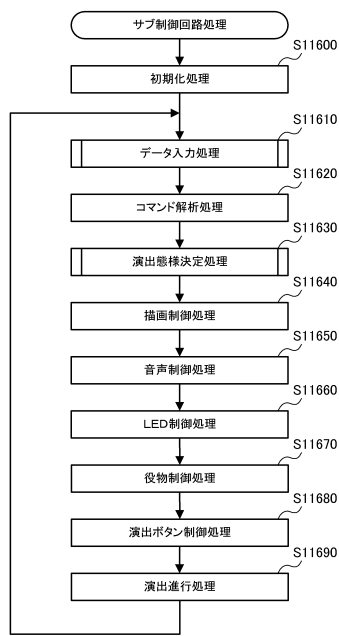 サブ制御回路処理
S11600
初期化処理
S11610
データ入力処理
S11620
コマンド解析処理
S11630
演出態様決定処理
S11640
描画制御処理
S11650
音声制御処理
S11660
ＬＥＤ制御処理
S11670
役物制御処理
S11680
演出ボタン制御処理
S11690
演出進行処理